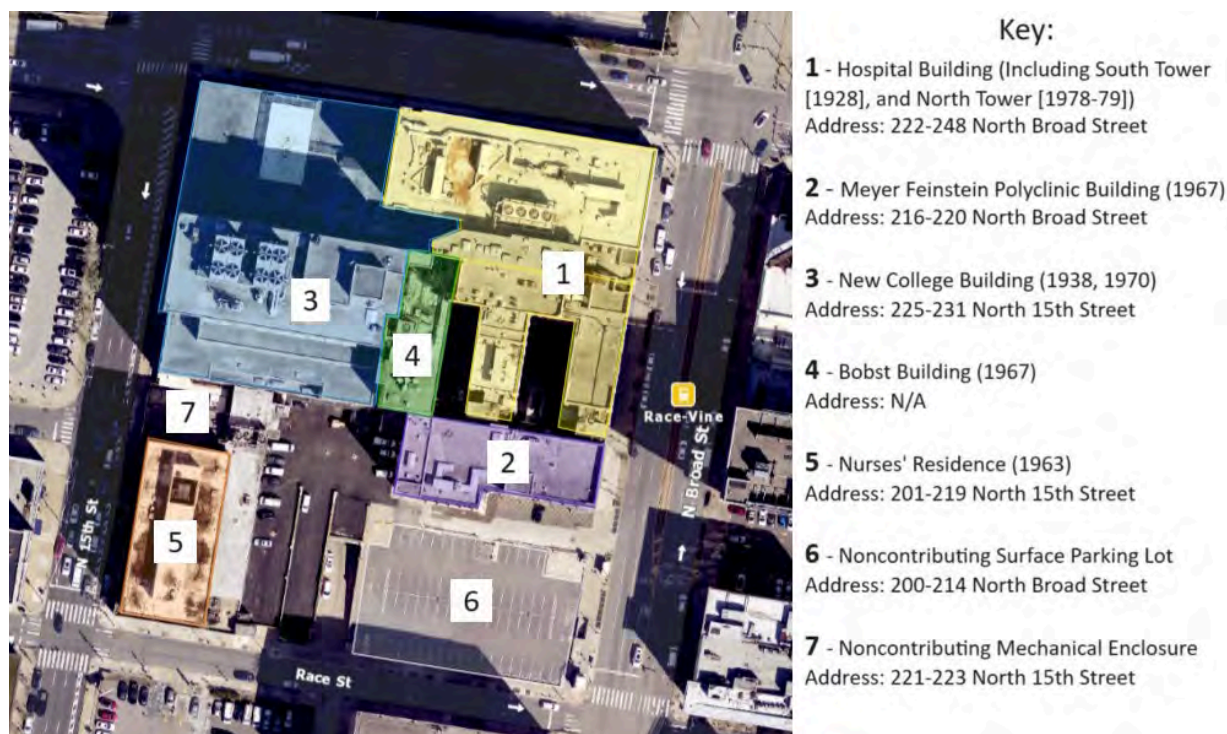 1
3
4
7
2
5
6
Race-Vine
N Broad St
N 15th St
Race St
Key:
1 - Hospital Building (Including South Tower
[1928], and North Tower [1978-79])
Address: 222-248 North Broad Street
2 - Meyer Feinstein Polyclinic Building (1967)
Address: 216-220 North Broad Street
3 - New College Building (1938, 1970)
Address: 225-231 North 15th Street
4 - Bobst Building (1967)
Address: N/A
5 - Nurses' Residence (1963)
Address: 201-219 North 15th Street
6 - Noncontributing Surface Parking Lot
Address: 200-214 North Broad Street
7 - Noncontributing Mechanical Enclosure
Address: 221-223 North 15th Street